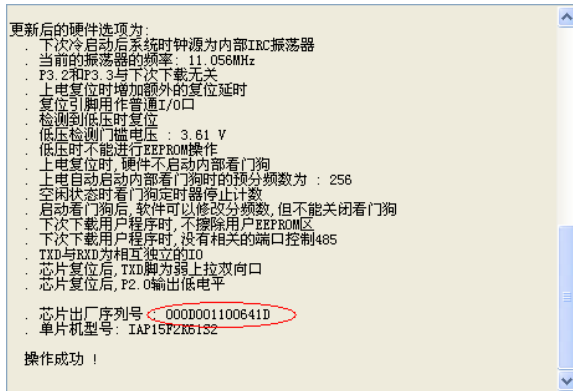 更新后的硬件选项为:
. 下次冷启动后系统时钟源为内部IRC振荡器
. 当前的振荡器的频率: 11.056MHz
. P3.2和P3.3与下次下载无关
. 上电复位时增加额外的复位延时
. 复位引脚用作普通I/O口
. 检测到低压时复位
. 低压检测门槛电压 : 3.61 V
. 低压时不能进行EEPROM操作
. 上电复位时,硬件不启动内部看门狗
. 上电自动启动内部看门狗时的预分频数为 : 256
. 空闲状态时看门狗定时器停止计数
. 启动看门狗后,软件可以修改分频数,但不能关闭看门狗
. 下次下载用户程序时,不擦除用户EEPROM区
. 下次下载用户程序时,没有相关的端口控制485
. TXD与RXD为相互独立的IO
. 芯片复位后,TXD脚为弱上拉双向口
. 芯片复位后,P2.0输出低电平
. 芯片出厂序列号 : 000D001100641D
. 单片机型号: IAP15F2K61S2
操作成功 !